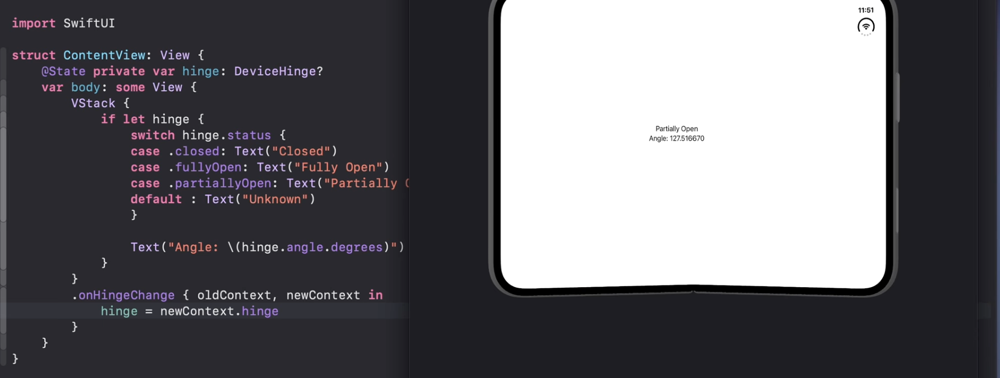 import SwiftUI
struct ContentView: View {
@State private var hinge: DeviceHinge?
var body: some View {
VStack {
if let hinge {
switch hinge.status {
case .closed: Text("Closed")
case .fullyOpen: Text("Fully Open")
case .partiallyOpen: Text("Partially
default : Text("Unknown")
}
Text("Angle: \(hinge.angle.degrees)")
}
}
.onHingeChange { oldContext, newContext in
hinge = newContext.hinge
}
}
}
11:51
Partially Open
Angle: 127.516670